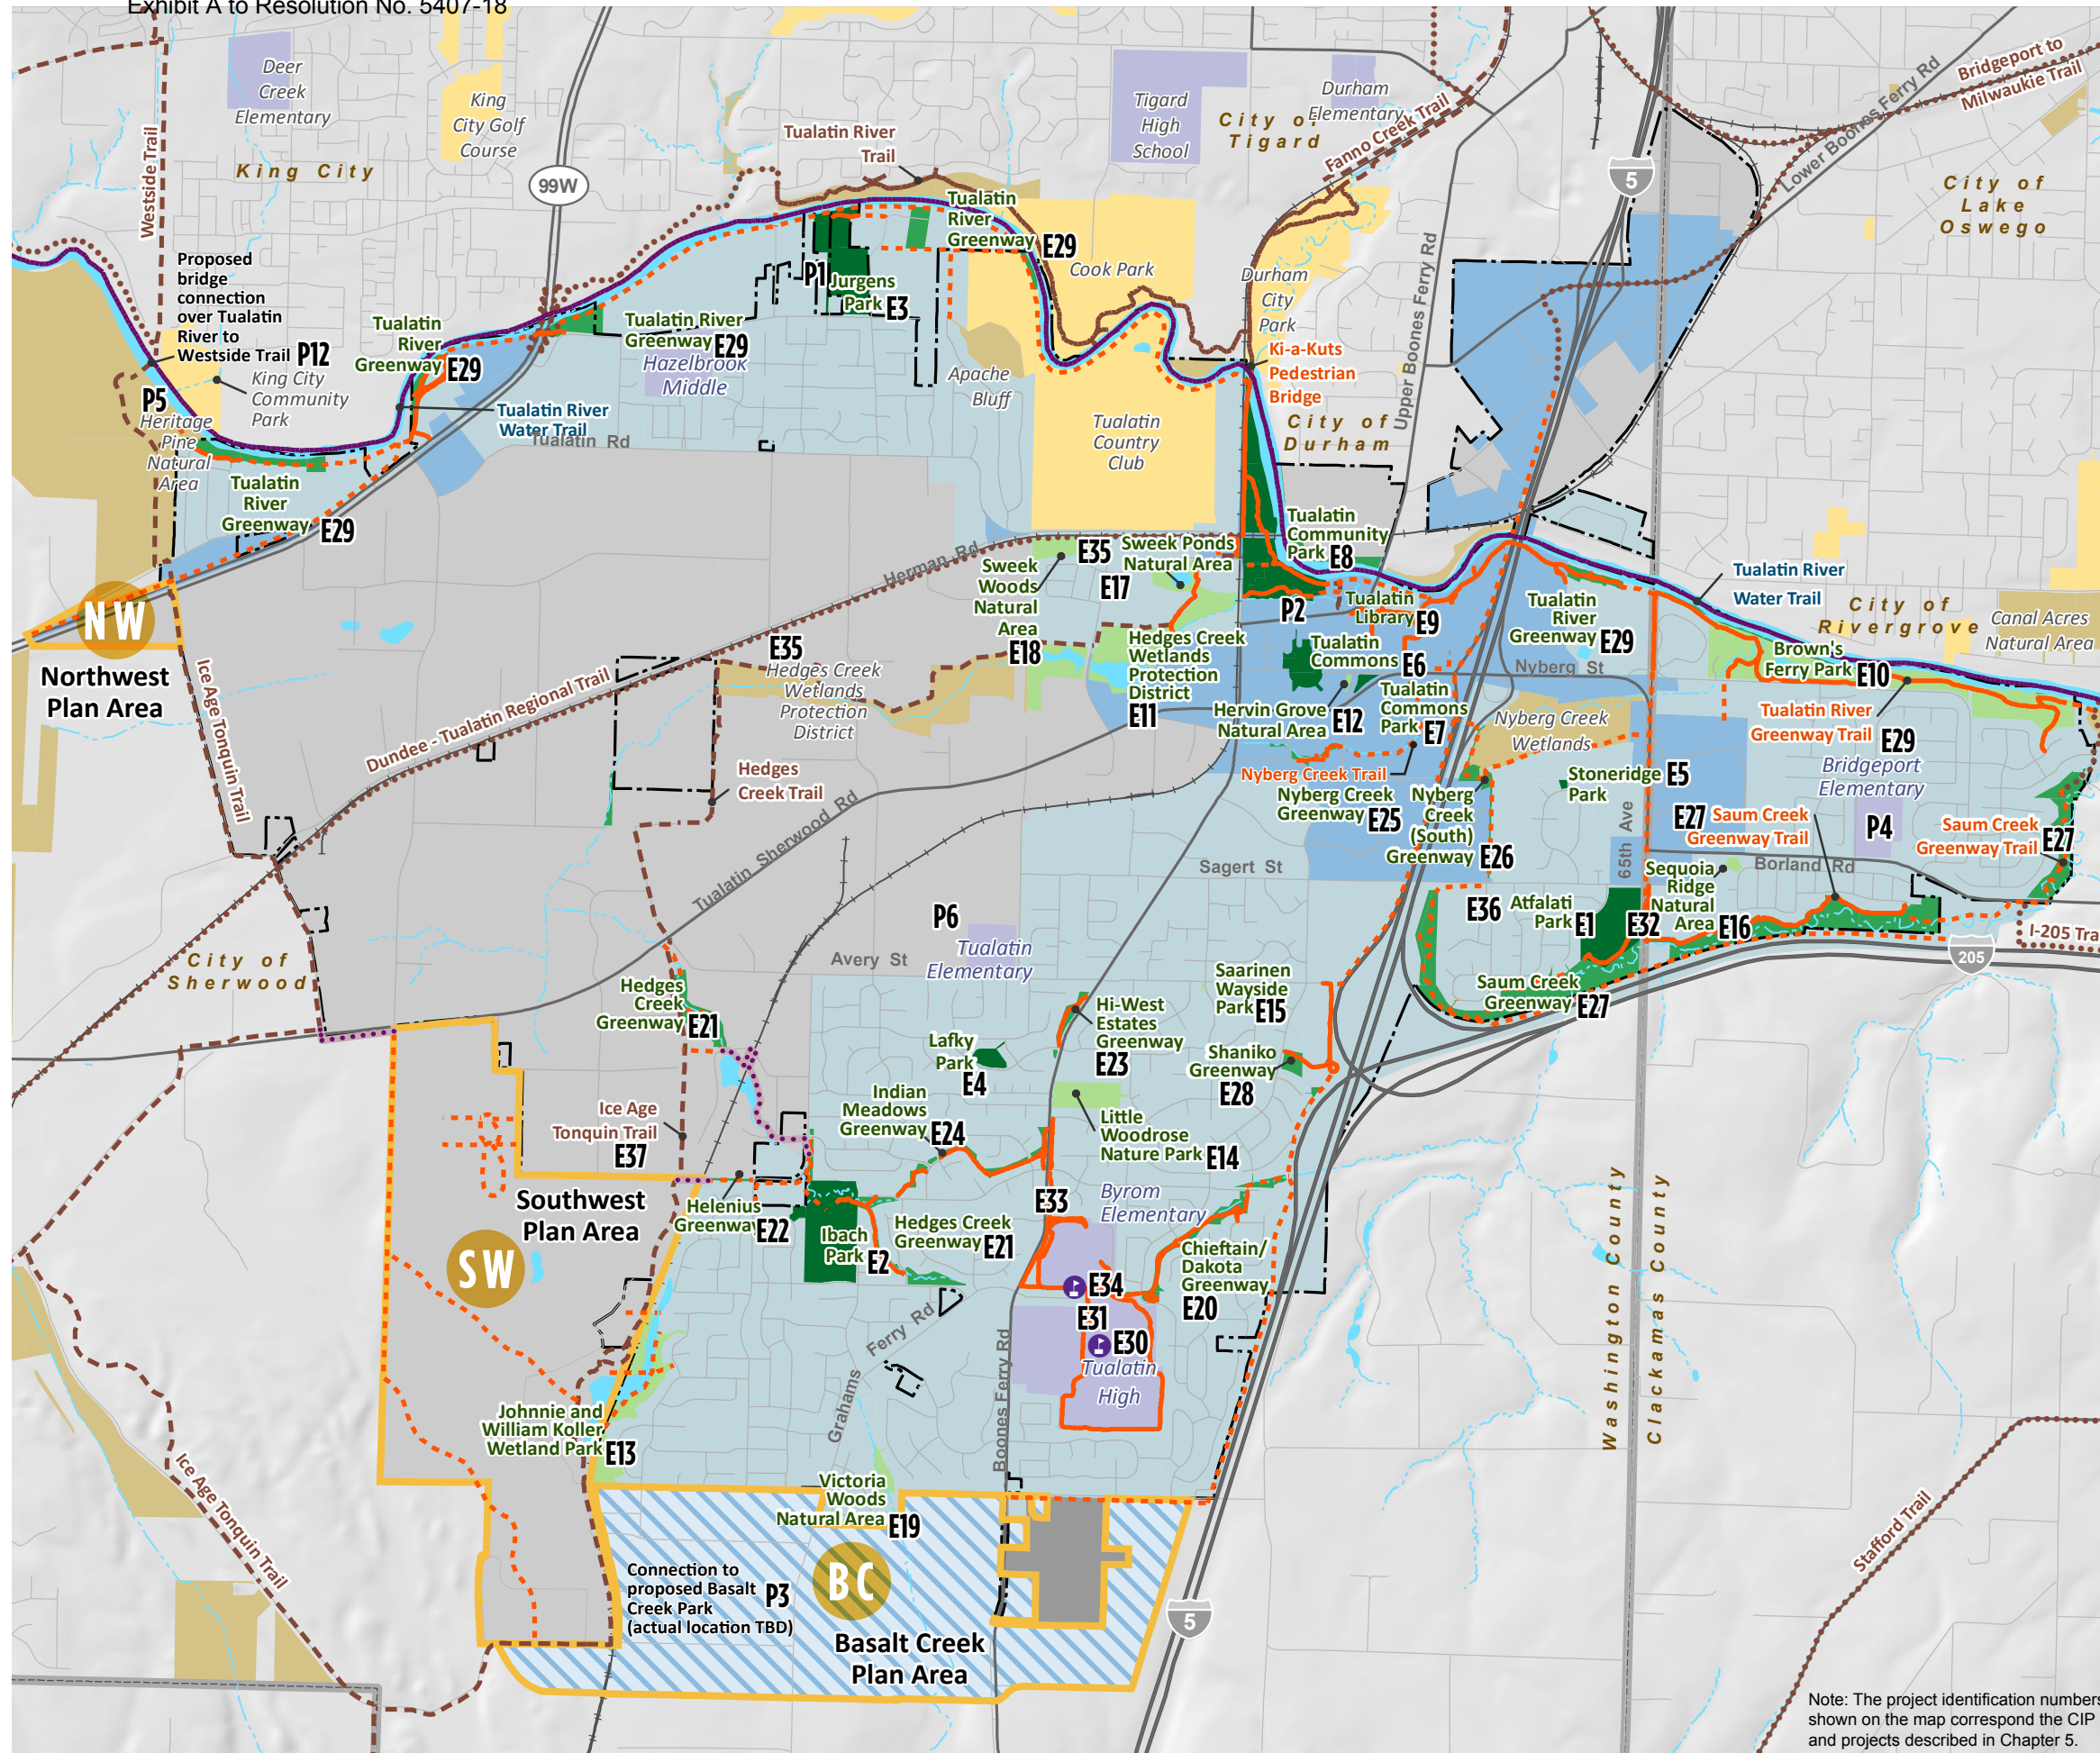 Exhibit A to Resolution No. 5407-18
Deer
Creek
Elementary
King
City Golf
Course
King City
Westside Trail
99W
Tualatin River
Trail
Tigard
High
School
City of
Tigard
Durham
Elementary
Fanno Creek Trail
5
Bridgeport to
Milwaukie Trail
Lower Boones Ferry Rd
City of
Lake
Oswego
Proposed
bridge
connection
over Tualatin
River to
Westside Trail P12
King City
Community
Park
P5
Heritage
Pine
Natural
Area
Tualatin
River
Greenway
E29
Tualatin River
Water Trail
Tualatin River
Greenway E29
Hazelbrook
Middle
P1
Jurgens
Park E3
Tualatin
River
Greenway E29
Cook Park
Durham
City
Park
Upper Boones Ferry Rd
Apache
Bluff
Tualatin
Country
Club
Ki-a-Kuts
Pedestrian
Bridge
City of
Durham
Tualatin Rd
Tualatin
River
Greenway E29
Herman Rd
Sweek
Woods
Natural
Area
E18
E35
E17
Sweek Ponds
Natural Area
Tualatin
Community
Park E8
P2
Tualatin
Library E9
Tualatin
River
Greenway E29
Tualatin River
Water Trail
City of
Rivergrove
Canal Acres
Natural Area
NW
Northwest
Plan Area
Ice Age Tonquin Trail
Dundee - Tualatin Regional Trail
E35
Hedges Creek
Wetlands
Protection
District
Hedges Creek
Wetlands
Protection
District
E11
Tualatin
Commons E6
Nyberg St
Brown's
Ferry Park E10
Hervin Grove
Natural Area E12
Tualatin
Commons
Park E7
Nyberg Creek
Wetlands
Tualatin River
Greenway Trail E29
Bridgeport
Elementary
P4
Hedges
Creek Trail
Nyberg Creek Trail
Nyberg Creek
Greenway E25
Nyberg
Creek
(South)
Greenway E26
Stoneridge
Park
E5
65th Ave
E27 Saum Creek
Greenway Trail
Saum Creek
Greenway Trail E27
Tualatin Sherwood Rd
Sagert St
Borland Rd
Sequoia
Ridge
Natural
Area E16
E36
Atfalati
Park E1
E32
I-205 Tra
205
P6
Tualatin
Elementary
Avery St
City of
Sherwood
Hedges
Creek
Greenway E21
Saarinen
Wayside
Park E15
Saum Creek
Greenway E27
Hi-West
Estates
Greenway
E23
Lafky
Park
E4
Shaniko
Greenway
E28
Indian
Meadows
Greenway E24
Little
Woodrose
Nature Park E14
Ice Age
Tonquin Trail
E37
Southwest
Plan Area
SW
Helenius
Greenway E22
Ibach
Park E2
Hedges Creek
Greenway E21
E33
Byrom
Elementary
E34
E31
E30
Tualatin
High
Chieftain/
Dakota
Greenway
E20
Washington County
Clackamas County
Grahams Ferry Rd
Boones Ferry Rd
Johnnie and
William Koller
Wetland Park E13
Ice Age Tonquin Trail
Victoria
Woods
Natural Area E19
Connection to
proposed Basalt
Creek Park
(actual location TBD)
P3
BC
Basalt Creek
Plan Area
5
Stafford Trail
Note: The project identification numbers
shown on the map correspond the CIP
and projects described in Chapter 5.